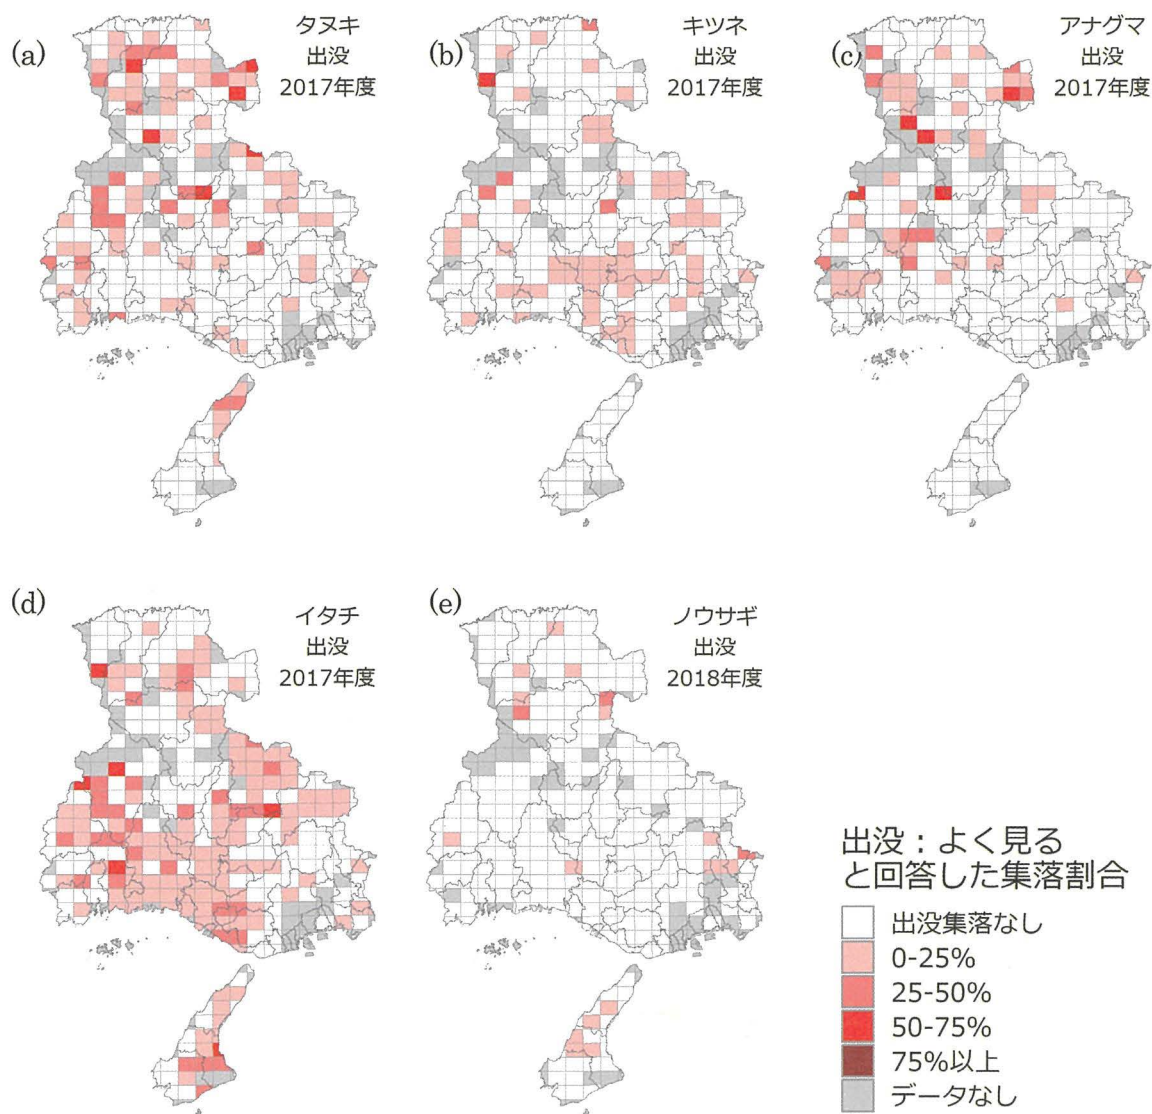 (a)
タヌキ
出没
2017年度
(b)
キツネ
出没
2017年度
(c)
アナグマ
出没
2017年度
(d)
イタチ
出没
2017年度
(e)
ノウサギ
出没
2018年度
出没：よく見る
と回答した集落割合
出没集落なし
0-25%
25-50%
50-75%
75%以上
データなし